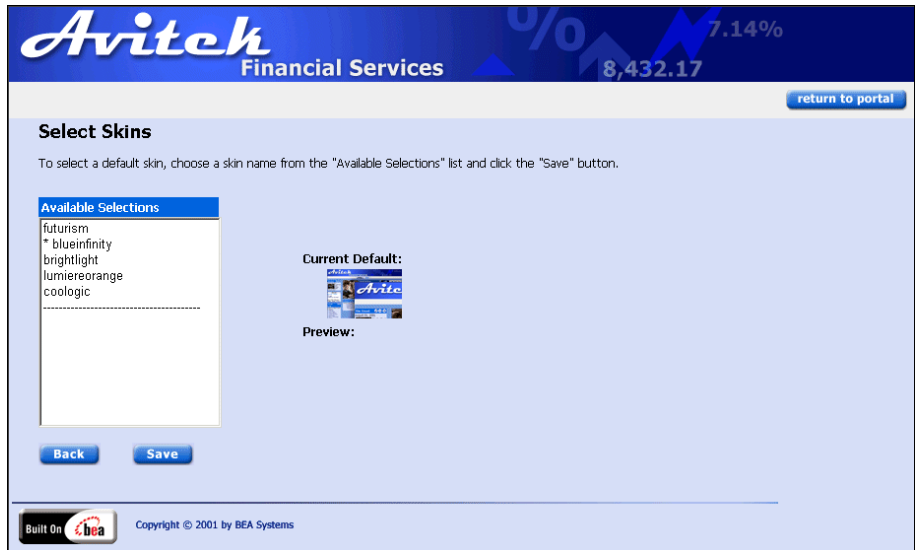 Avitek
Financial Services
%
7.14%
8,432.17
return to portal
Select Skins
To select a default skin, choose a skin name from the "Available Selections" list and click the "Save" button.
Available Selections
futurism
* blueinfinity
brightlight
lumiereorange
coologic
----------------------------------------
Current Default:
Avitek
Avite
Preview:
Back
Save
Built On bea
Copyright © 2001 by BEA Systems